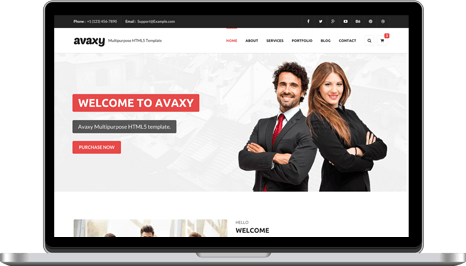 Phone : +1 (123) 456-7890 Email : Support@Example.com
avaxy Multipurpose HTML5 Template
HOME ABOUT SERVICES PORTFOLIO BLOG CONTACT
WELCOME TO AVAXY
Avaxy Multipurpose HTML5 template.
PURCHASE NOW
HELLO
WELCOME